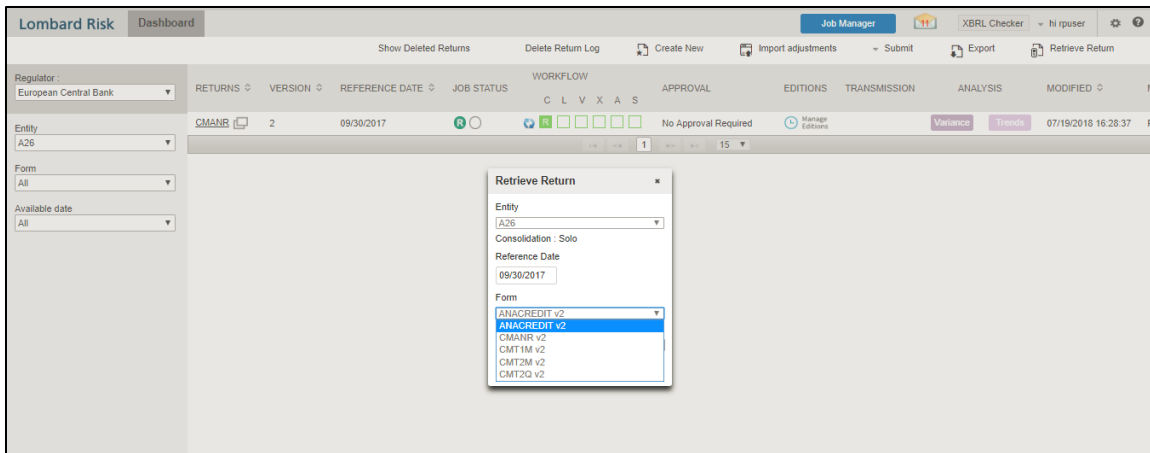 Lombard Risk Dashboard Job Manager 11 XBRL Checker hi rpuser
Show Deleted Returns Delete Return Log Create New Import adjustments Submit Export Retrieve Return
Regulator :
European Central Bank
WORKFLOW
RETURNS VERSION REFERENCE DATE JOB STATUS C L V X A S APPROVAL EDITIONS TRANSMISSION ANALYSIS MODIFIED
CMANR 2 09/30/2017 R R No Approval Required Manage Editions Variance Trends 07/19/2018 16:28:37
1 15
Entity
A26
Form
All
Available date
All
Retrieve Return
Entity
A26
Consolidation : Solo
Reference Date
09/30/2017
Form
ANACREDIT v2
ANACREDIT v2
CMANR v2
CMT1M v2
CMT2M v2
CMT2Q v2